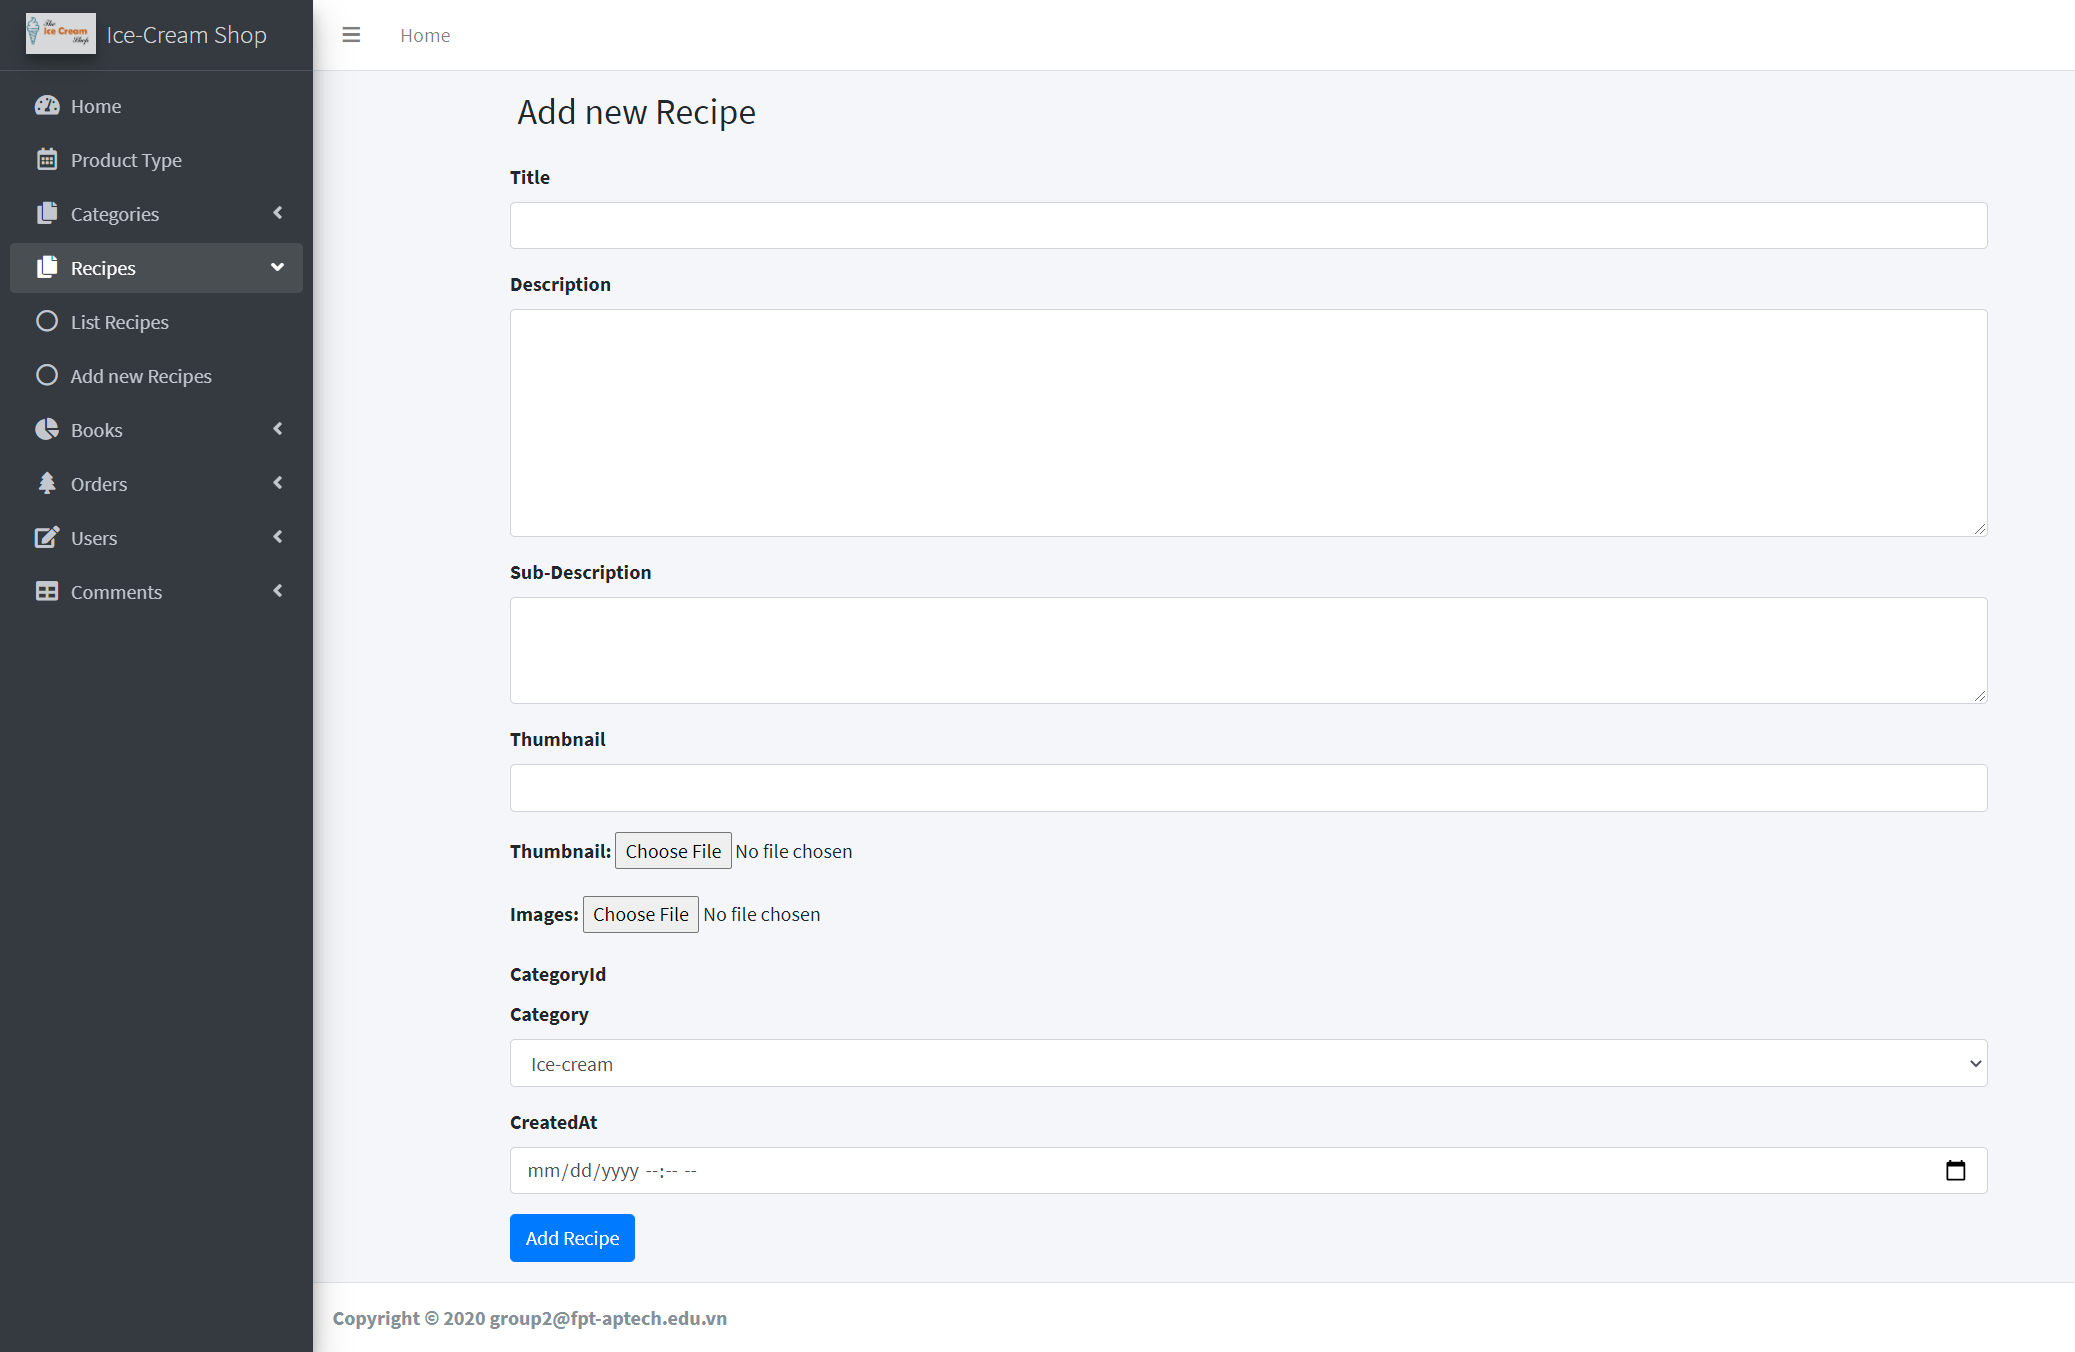 The
Ice Cream
Shop
Ice-Cream Shop
Home
Home
Product Type
Categories
Recipes
List Recipes
Add new Recipes
Books
Orders
Users
Comments
Add new Recipe
Title
Description
Sub-Description
Thumbnail
Thumbnail: Choose File No file chosen
Images: Choose File No file chosen
CategoryId
Category
Ice-cream
CreatedAt
mm/dd/yyyy --:-- --
Add Recipe
Copyright © 2020 group2@fpt-aptech.edu.vn